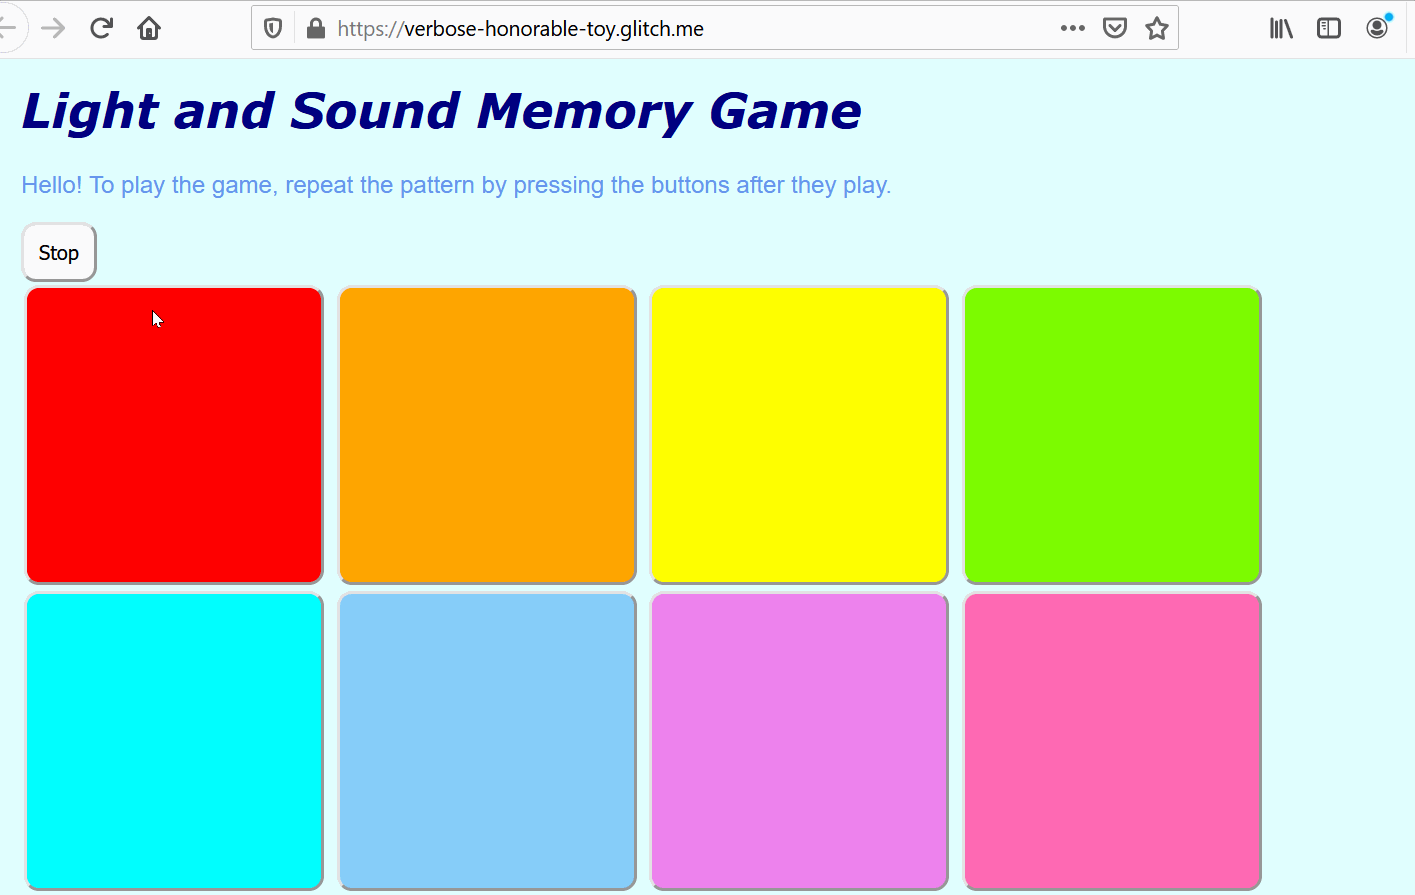 https://verbose-honorable-toy.glitch.me
Light and Sound Memory Game
Hello! To play the game, repeat the pattern by pressing the buttons after they play.
Stop